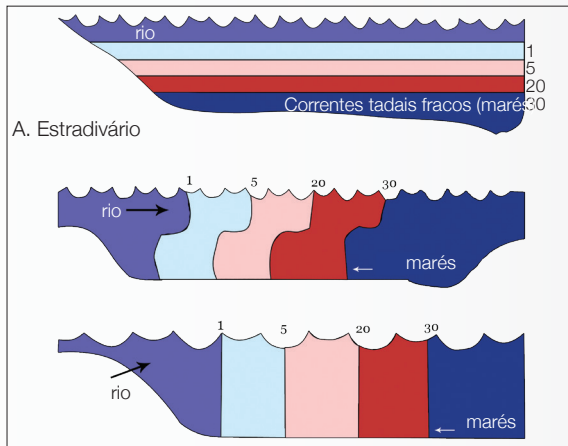 rio
1
5
20
Correntes tadais fracos (marés
30
A. Estradivário
1 5 20 30
rio
marés
1 5 20 30
rio
marés